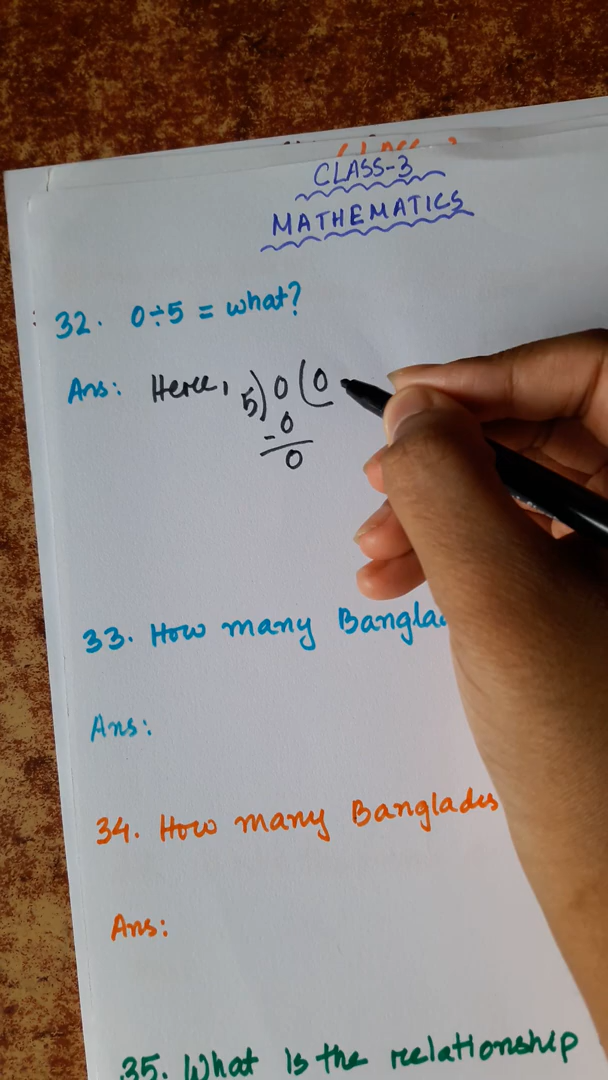 CLASS-3
MATHEMATICS
32. 0÷5 = what?
Ans: Here, 5)0(0
-0
0
33. How many
Ans:
34. How many
Ans:
35. What is the relationship